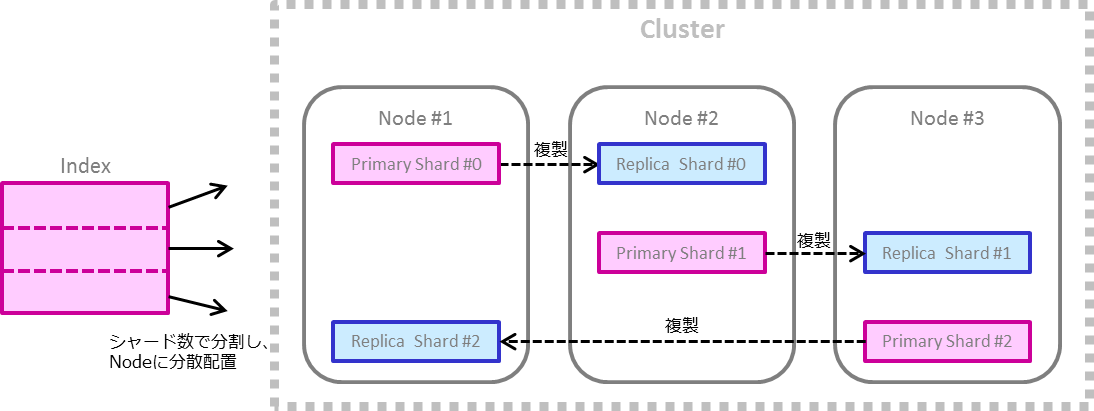 Cluster
Node #1
Node #2
Node #3
Index
Primary Shard #0
複製
Replica Shard #0
Primary Shard #1
複製
Replica Shard #1
Replica Shard #2
複製
Primary Shard #2
シャード数で分割し、
Nodeに分散配置